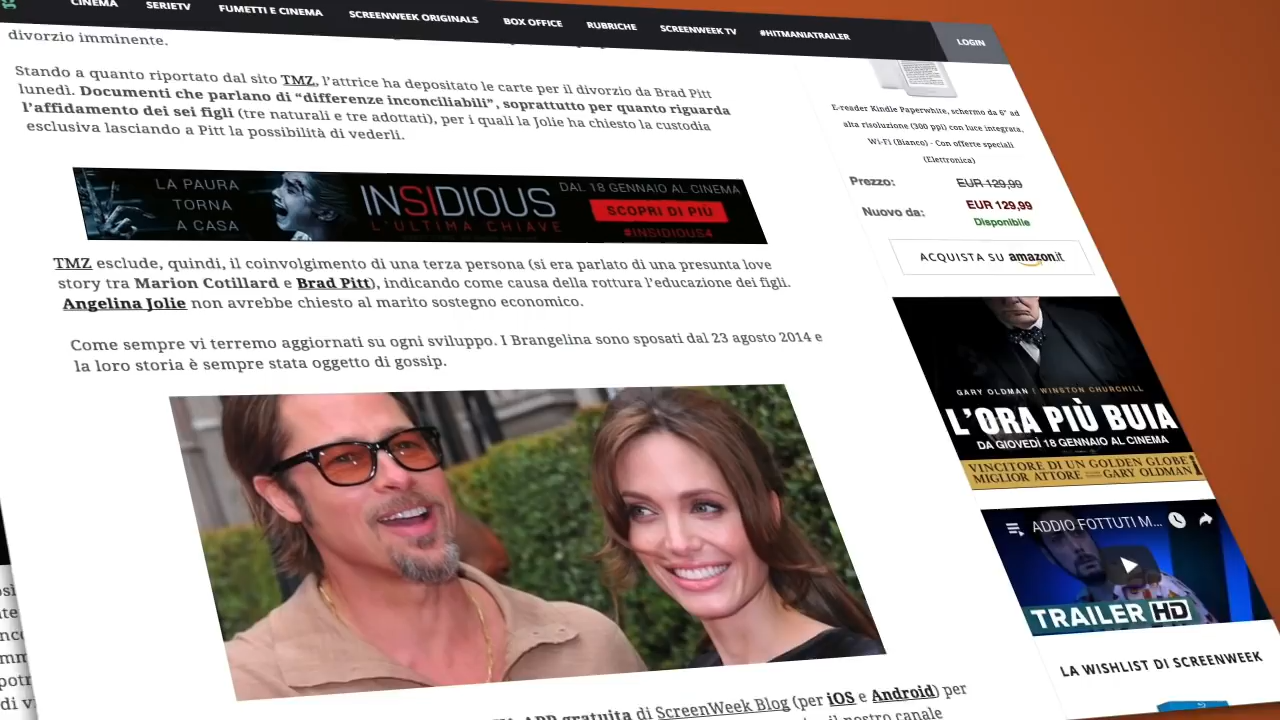 CINEMA SERIETV FUMETTI E CINEMA SCREENWEEK ORIGINALS BOX OFFICE RUBRICHE SCREENWEEK TV #HITMANIATRAILER LOGIN
divorzio imminente.
Stando a quanto riportato dal sito TMZ, l'attrice ha depositato le carte per il divorzio da Brad Pitt
lunedì. Documenti che parlano di “differenze inconciliabili”, soprattutto per quanto riguarda
l'affidamento dei sei figli (tre naturali e tre adottati), per i quali la Jolie ha chiesto la custodia
esclusiva lasciando a Pitt la possibilità di vederli.
LA PAURA
TORNA
A CASA
INSIDIOUS
L'ULTIMA CHIAVE
DAL 18 GENNAIO AL CINEMA
SCOPRI DI PIÙ
#INSIDIOUS4
TMZ esclude, quindi, il coinvolgimento di una terza persona (si era parlato di una presunta love
story tra Marion Cotillard e Brad Pitt), indicando come causa della rottura l'educazione dei figli.
Angelina Jolie non avrebbe chiesto al marito sostegno economico.
Come sempre vi terremo aggiornati su ogni sviluppo. I Brangelina sono sposati dal 23 agosto 2014 e
la loro storia è sempre stata oggetto di gossip.
APP gratuita di ScreenWeek Blog (per iOS e Android) per
il nostro canale
E-reader Kindle Paperwhite, schermo da 6" ad
alta risoluzione (300 ppi) con luce integrata,
Wi-Fi (Bianco) - Con offerte speciali
(Elettronica)
Prezzo: EUR 129,99
Nuovo da: EUR 129,99
Disponibile
ACQUISTA SU amazon.it
GARY OLDMAN | WINSTON CHURCHILL
L'ORA PIÙ BUIA
DA GIOVEDÌ 18 GENNAIO AL CINEMA
VINCITORE DI UN GOLDEN GLOBE
MIGLIOR ATTORE GARY OLDMAN
ADDIO FOTTUTI M...
TRAILER HD
LA WISHLIST DI SCREENWEEK